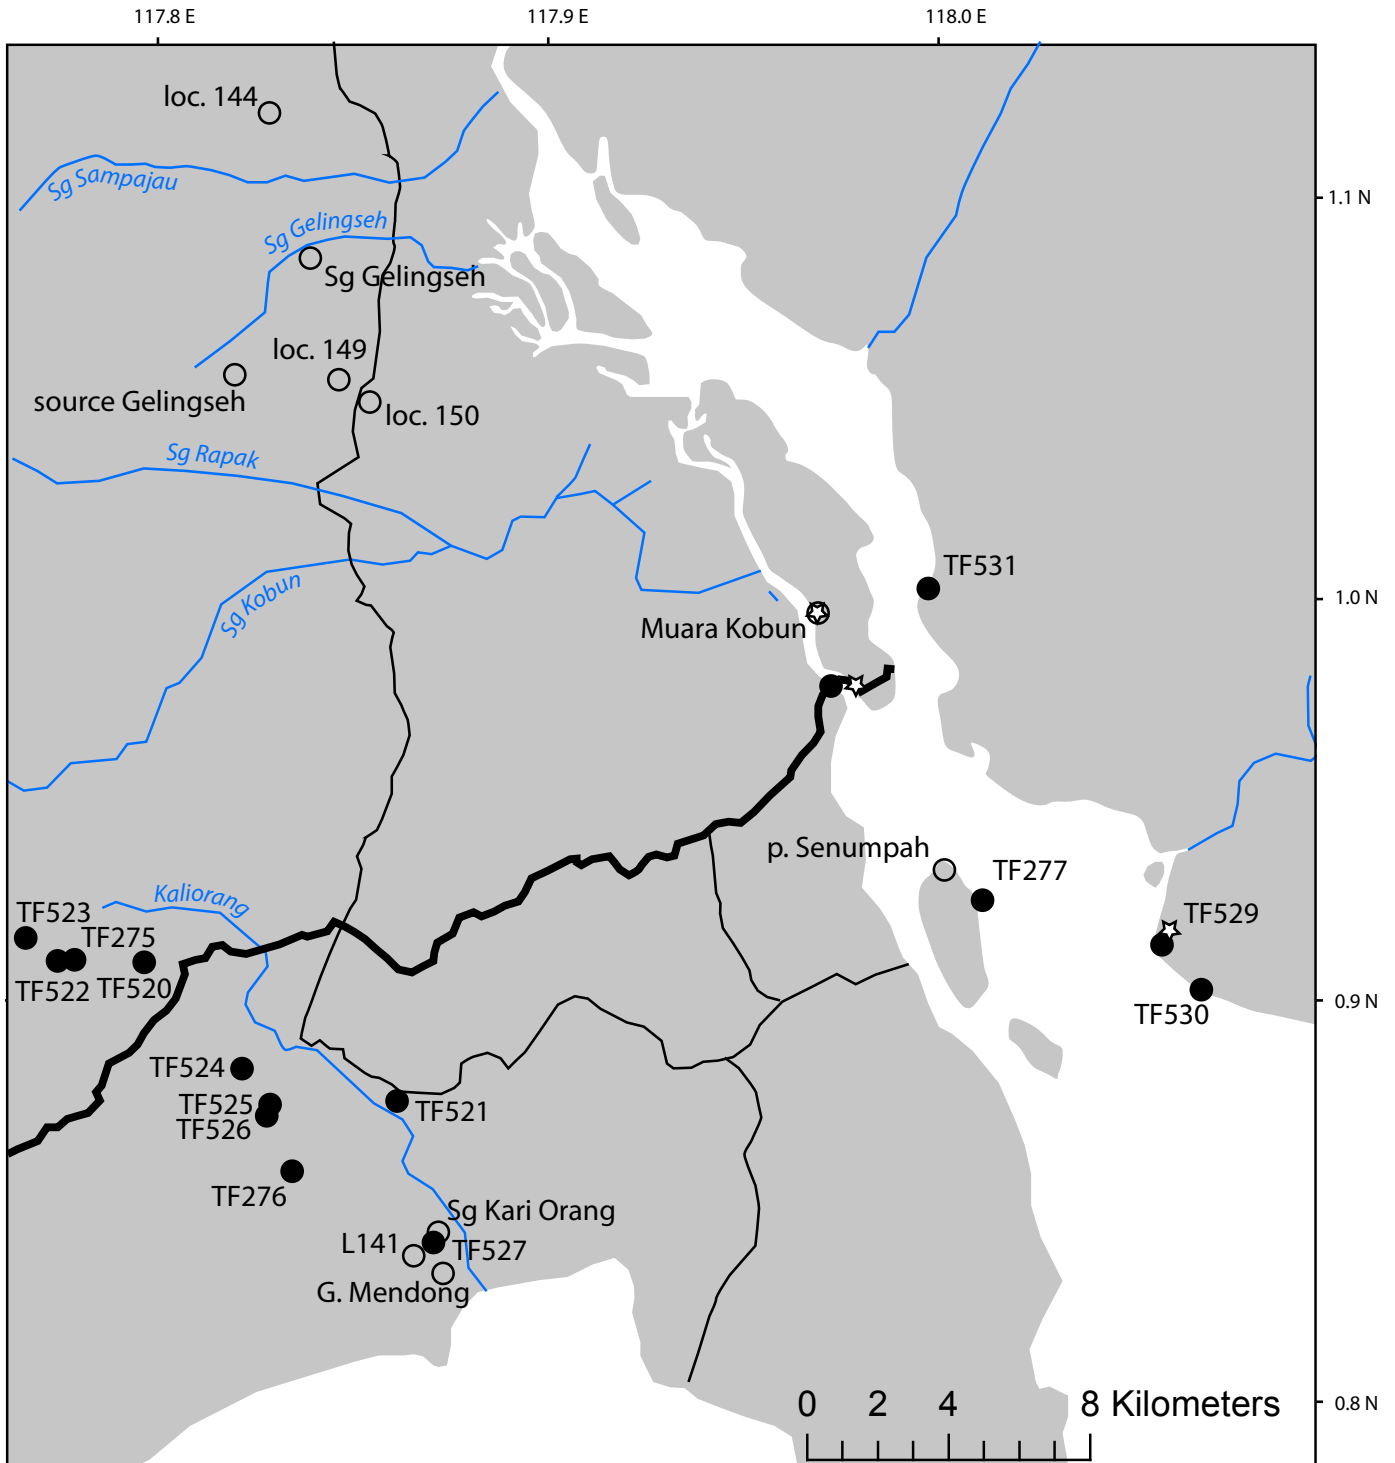 117.8 E
117.9 E
118.0 E
loc. 144
Sg Sampajau
1.1 N
Sg Gelingseh
Sg Gelingseh
loc. 149
source Gelingseh
loc. 150
Sg Rapak
TF531
Sg Kobun
1.0 N
Muara Kobun
p. Senumpah
TF277
Kaliorang
TF523
TF275
TF529
TF522
TF520
0.9 N
TF530
TF524
TF525
TF521
TF526
TF276
Sg Kari Orang
L141
TF527
G. Mendong
0 2 4 8 Kilometers
0.8 N